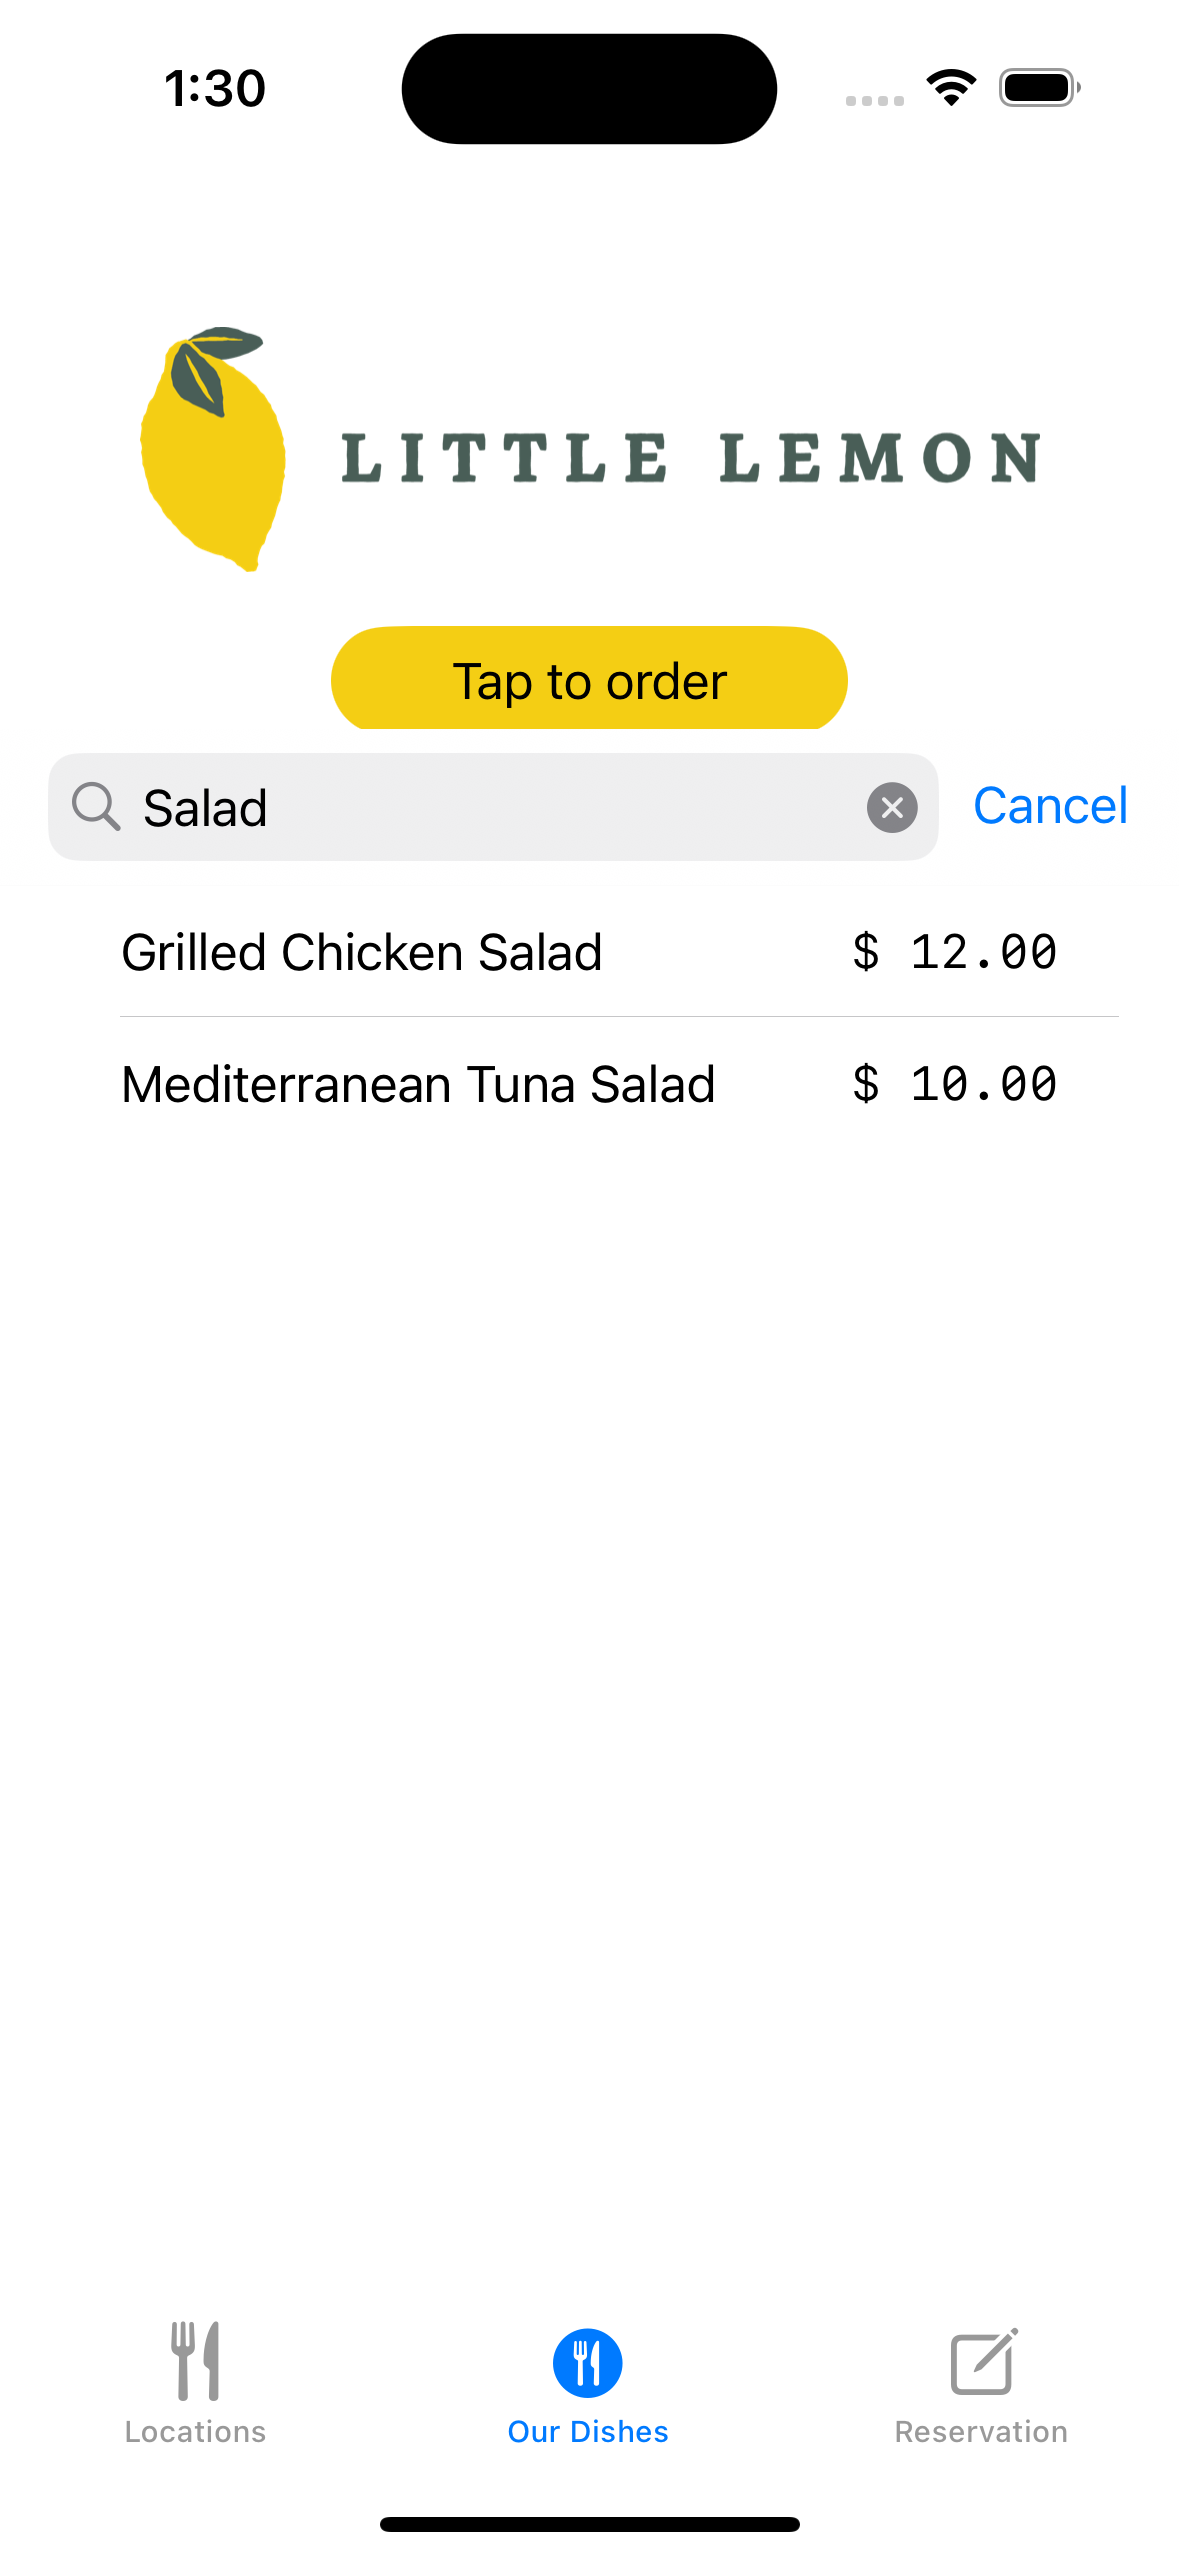 1:30
LITTLE LEMON
Tap to order
Salad Cancel
Grilled Chicken Salad $ 12.00
Mediterranean Tuna Salad $ 10.00
Locations Our Dishes Reservation